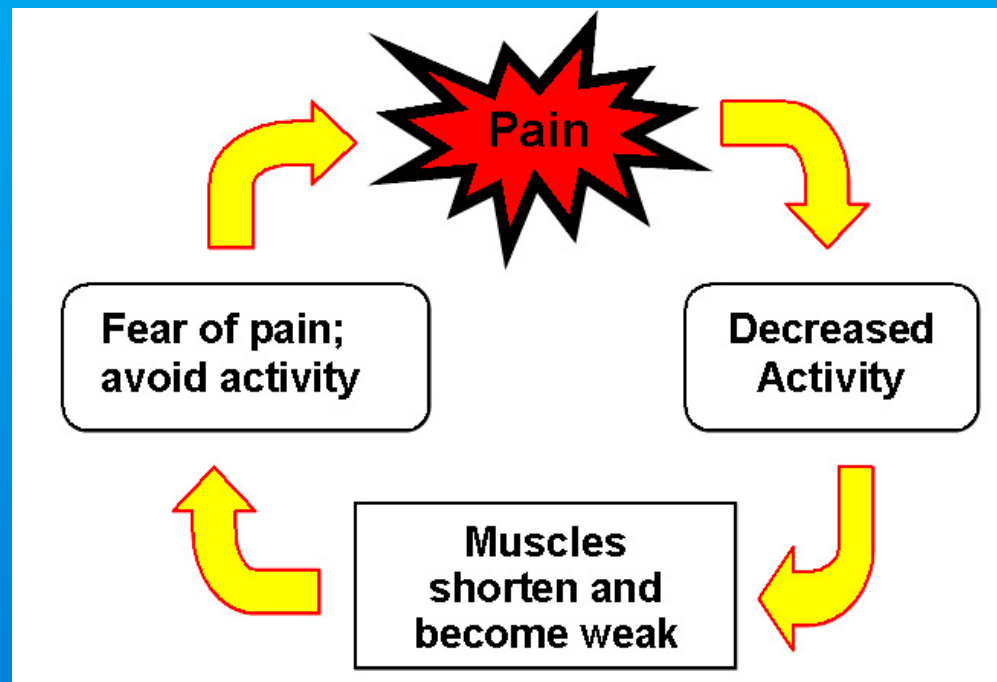 Pain
Fear of pain;
avoid activity
Decreased
Activity
Muscles
shorten and
become weak